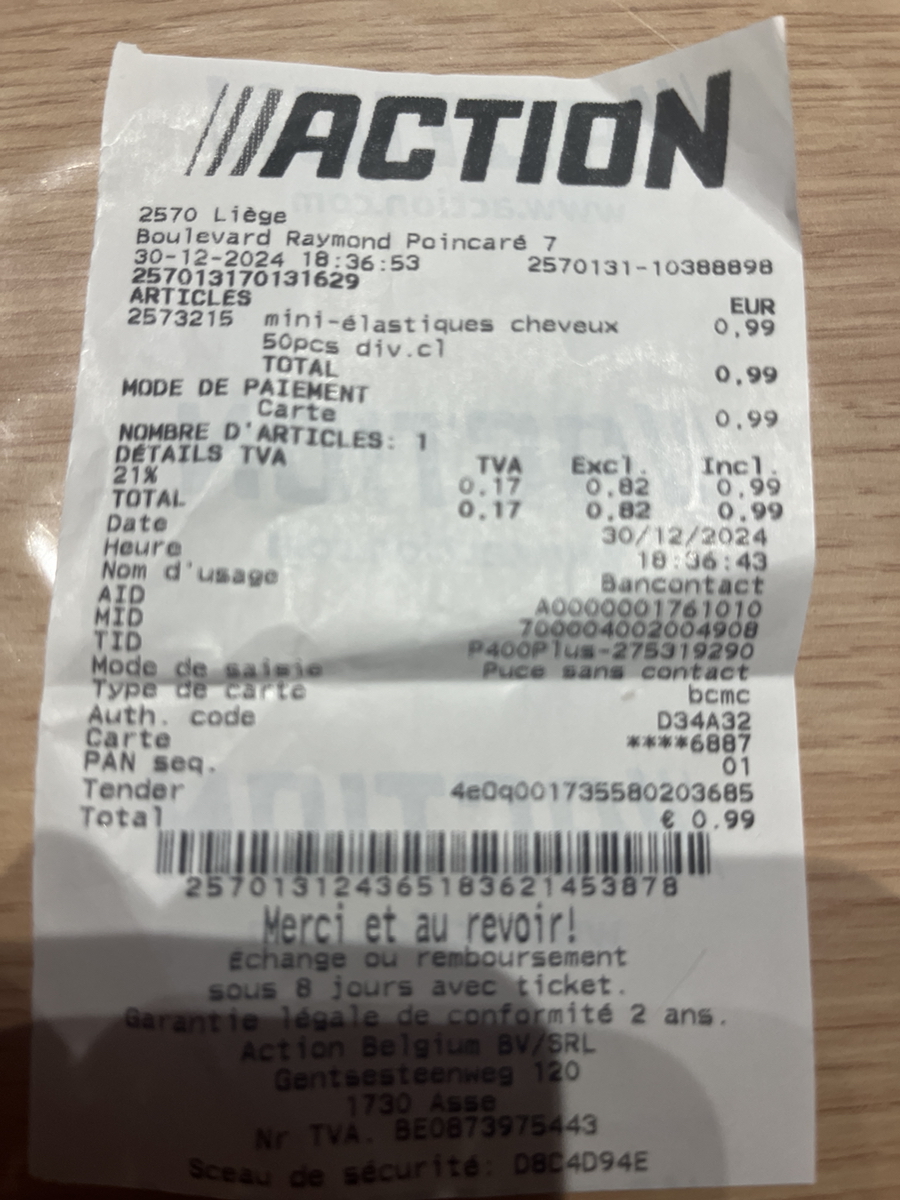 ACTION
2570 Liège
Boulevard Raymond Poincaré 7
30-12-2024 18:36:53 2570131-10388898
257013170131629
ARTICLES EUR
2573215 mini-élastiques cheveux 0,99
50pcs div.cl
TOTAL 0,99
MODE DE PAIEMENT
Carte 0,99
NOMBRE D'ARTICLES: 1
DÉTAILS TVA TVA Excl. Incl.
21% 0.17 0.82 0.99
TOTAL 0.17 0.82 0.99
Date 30/12/2024
Heure 18:36:43
Nom d'usage Bancontact
AID A0000001761010
MID 700004002004908
TID P400Plus-275319290
Mode de saisie Puce sans contact
Type de carte bcmc
Auth. code D34A32
Carte ****6887
PAN seq. 01
Tender 4e0q001735580203685
Total € 0.99
257013124365183621453878
Merci et au revoir!
Échange ou remboursement
sous 8 jours avec ticket.
Garantie légale de conformité 2 ans.
Action Belgium BV/SRL
Gentsesteenweg 120
1730 Asse
Nr TVA. BE0873975443
Sceau de sécurité: D8C4D94E